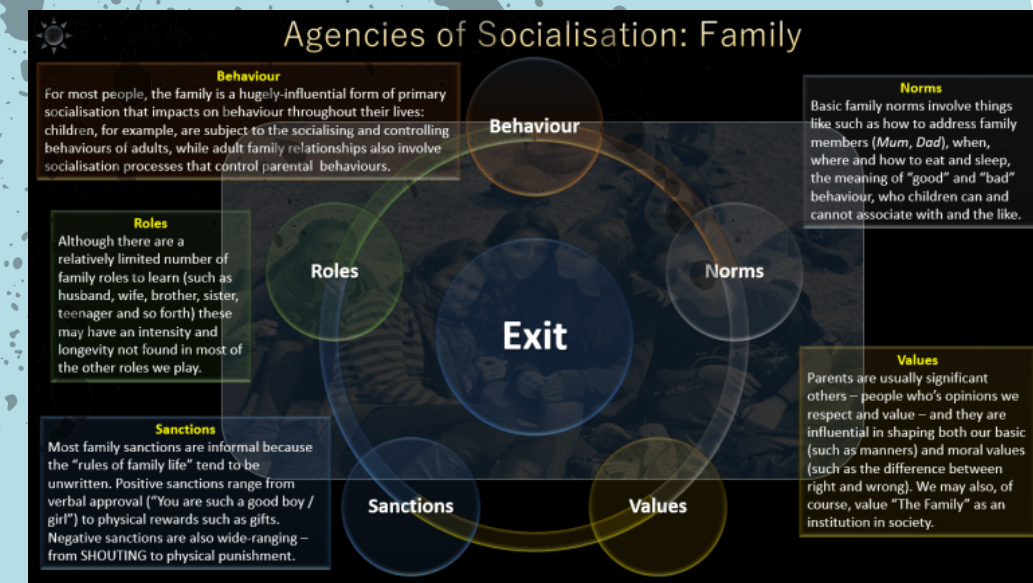 Agencies of Socialisation: Family
Behaviour
For most people, the family is a hugely-influential form of primary
socialisation that impacts on behaviour throughout their lives:
children, for example, are subject to the socialising and controlling
behaviours of adults, while adult family relationships also involve
socialisation processes that control parental behaviours.
Behaviour
Norms
Basic family norms involve things
like such as how to address family
members (Mum, Dad), when,
where and how to eat and sleep,
the meaning of “good” and “bad”
behaviour, who children can and
cannot associate with and the like.
Roles
Although there are a
relatively limited number of
family roles to learn (such as
husband, wife, brother, sister,
teenager and so forth) these
may have an intensity and
longevity not found in most of
the other roles we play.
Roles
Norms
Exit
Values
Parents are usually significant
others – people who's opinions we
respect and value – and they are
influential in shaping both our basic
(such as manners) and moral values
(such as the difference between
right and wrong). We may also, of
course, value “The Family” as an
institution in society.
Sanctions
Most family sanctions are informal because
the “rules of family life” tend to be
unwritten. Positive sanctions range from
verbal approval (“You are such a good boy /
girl”) to physical rewards such as gifts.
Negative sanctions are also wide-ranging –
from SHOUTING to physical punishment.
Sanctions
Values